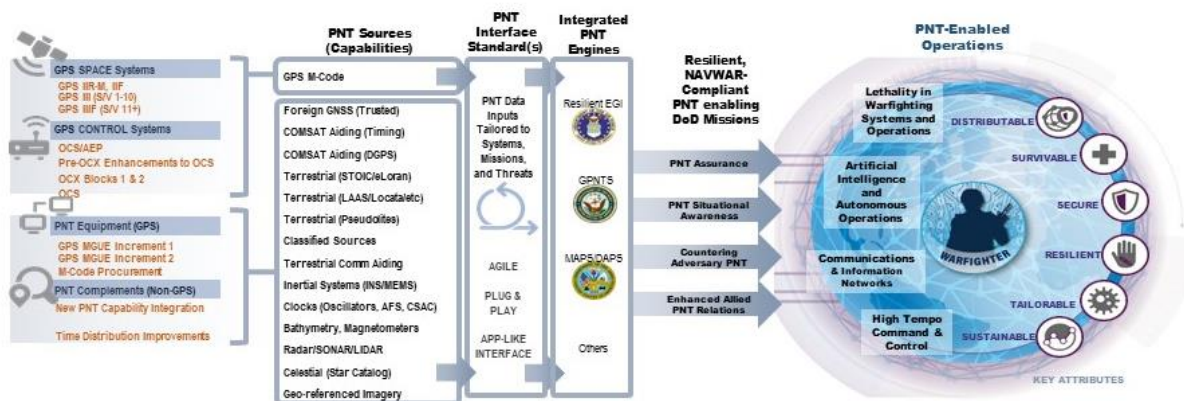 GPS SPACE Systems
GPS IIR-M, IIF
GPS III (S/V 1-10)
GPS IIIF (S/V 11+)
GPS CONTROL Systems
OCS/AEP
Pre-OCX Enhancements to OCS
OCX Blocks 1 & 2
OCS
PNT Equipment (GPS)
GPS MGUE Increment 1
GPS MGUE Increment 2
M-Code Procurement
PNT Complements (Non-GPS)
New PNT Capability Integration
Time Distribution Improvements
PNT Sources
(Capabilities)
GPS M-Code
Foreign GNSS (Trusted)
COMSAT Aiding (Timing)
COMSAT Aiding (DGPS)
Terrestrial (STOIC/eLoran)
Terrestrial (LAAS/Locata/etc)
Terrestrial (Pseudolites)
Classified Sources
Terrestrial Comm Aiding
Inertial Systems (INS/MEMS)
Clocks (Oscillators, AFS, CSAC)
Bathymetry, Magnetometers
Radar/SONAR/LIDAR
Celestial (Star Catalog)
Geo-referenced Imagery
PNT
Interface
Standard(s)
PNT Data
Inputs
Tailored to
Systems,
Missions,
and Threats
AGILE
PLUG &
PLAY
APP-LIKE
INTERFACE
Integrated
PNT
Engines
Resilient EGI
GPNTS
MAPS/DAPS
Others
Resilient,
NAVWAR-
Compliant
PNT enabling
DoD Missions
PNT Assurance
PNT Situational
Awareness
Countering
Adversary PNT
Enhanced Allied
PNT Relations
PNT-Enabled
Operations
Lethality in
Warfighting
Systems and
Operations
Artificial
Intelligence
and
Autonomous
Operations
Communications
& Information
Networks
High Tempo
Command &
Control
WARFIGHTER
DISTRIBUTABLE
SURVIVABLE
SECURE
RESILIENT
TAILORABLE
SUSTAINABLE
KEY ATTRIBUTES